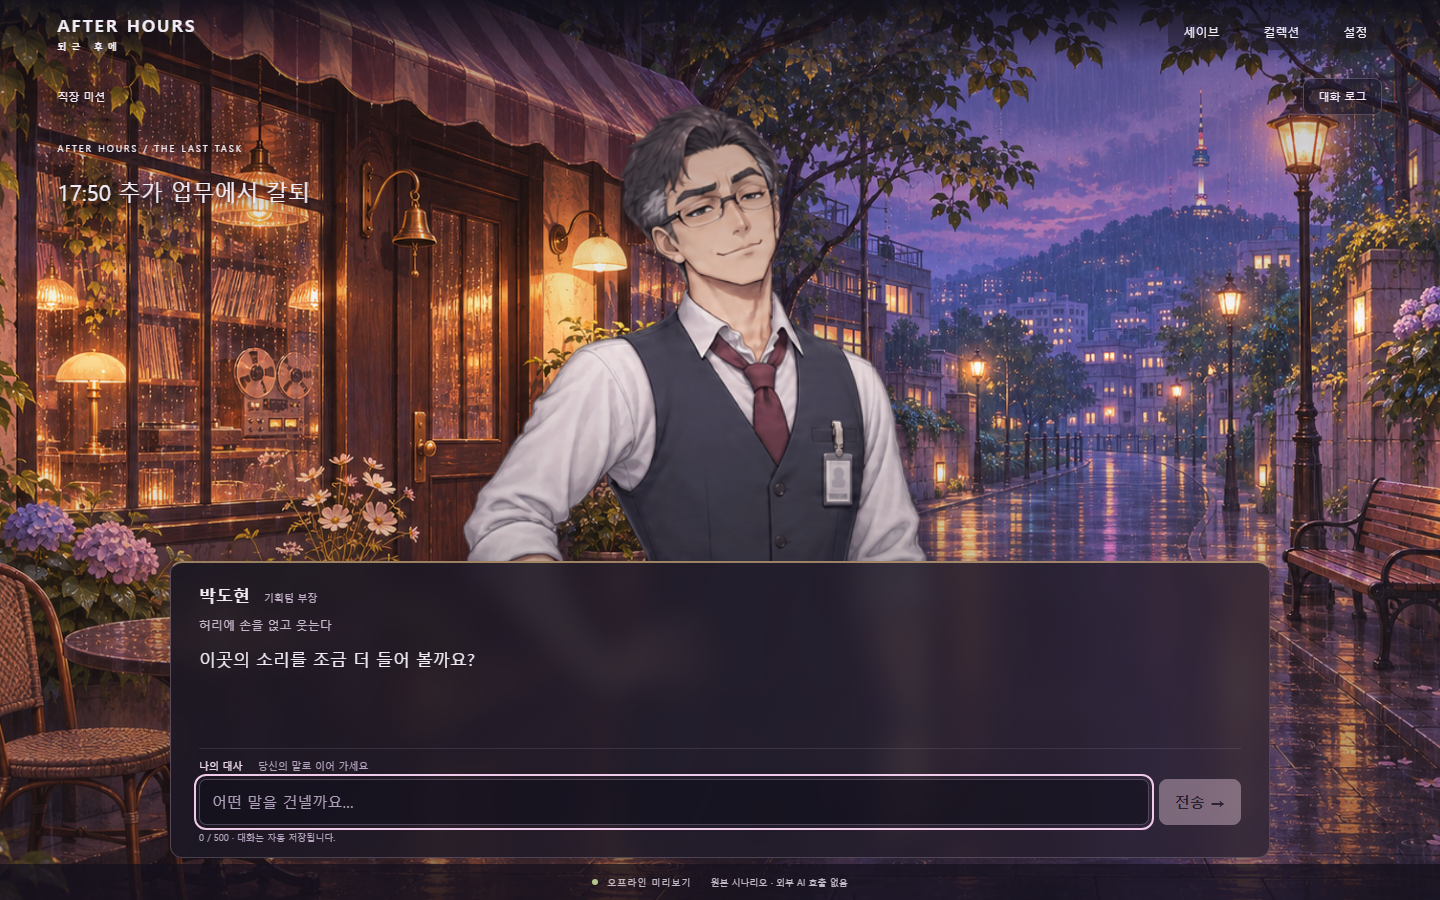 AFTER HOURS
퇴근 후에
세이브 컬렉션 설정
직장 미션
대화 로그
AFTER HOURS / THE LAST TASK
17:50 추가 업무에서 칼퇴
박도현 기획팀 부장
허리에 손을 얹고 웃는다
이곳의 소리를 조금 더 들어 볼까요?
나의 대사 당신의 말로 이어 가세요
어떤 말을 건넬까요...
전송 →
0 / 500 · 대화는 자동 저장됩니다.
오프라인 미리보기 원본 시나리오 · 외부 AI 호출 없음